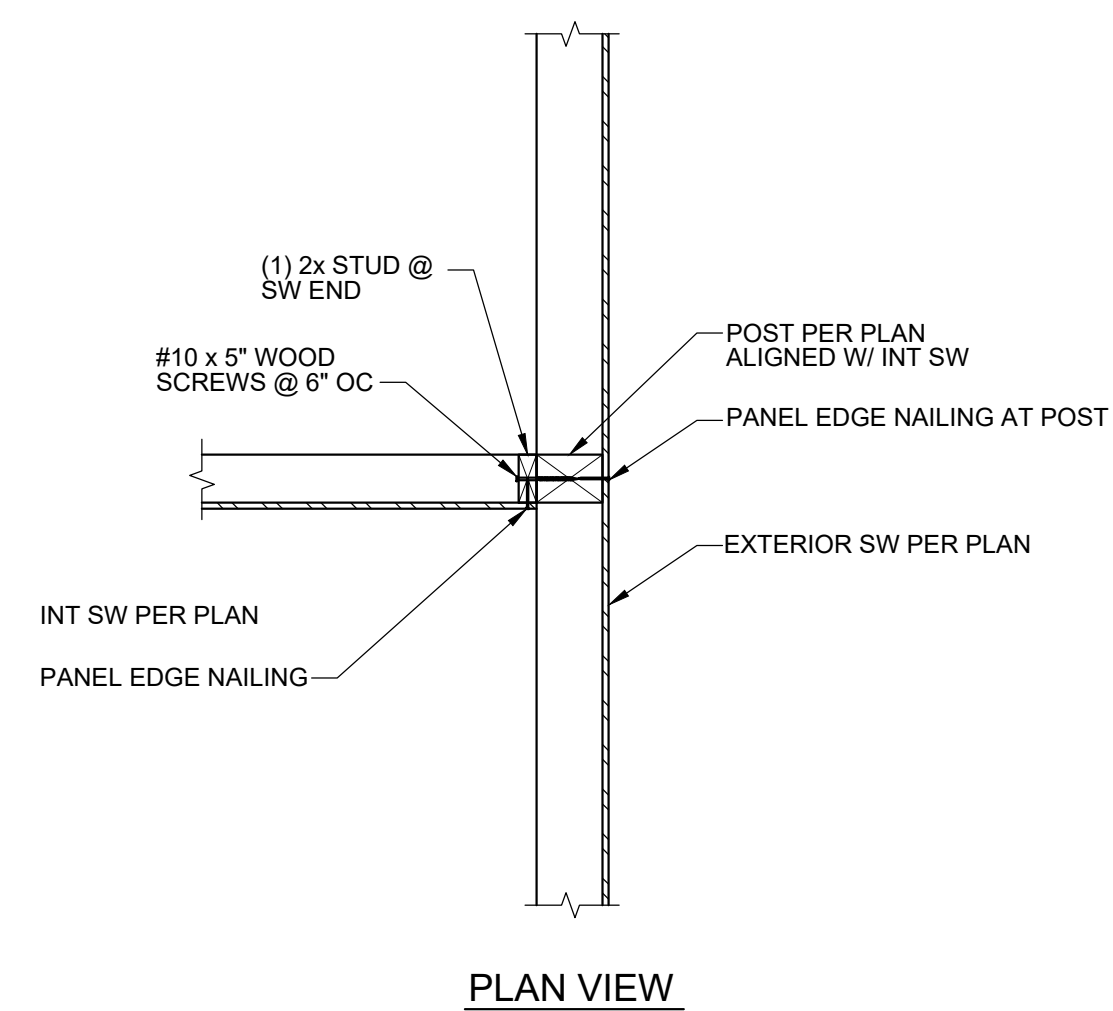 (1) 2x STUD @
SW END
#10 x 5" WOOD
SCREWS @ 6" OC
POST PER PLAN
ALIGNED W/ INT SW
PANEL EDGE NAILING AT POST
EXTERIOR SW PER PLAN
INT SW PER PLAN
PANEL EDGE NAILING
PLAN VIEW